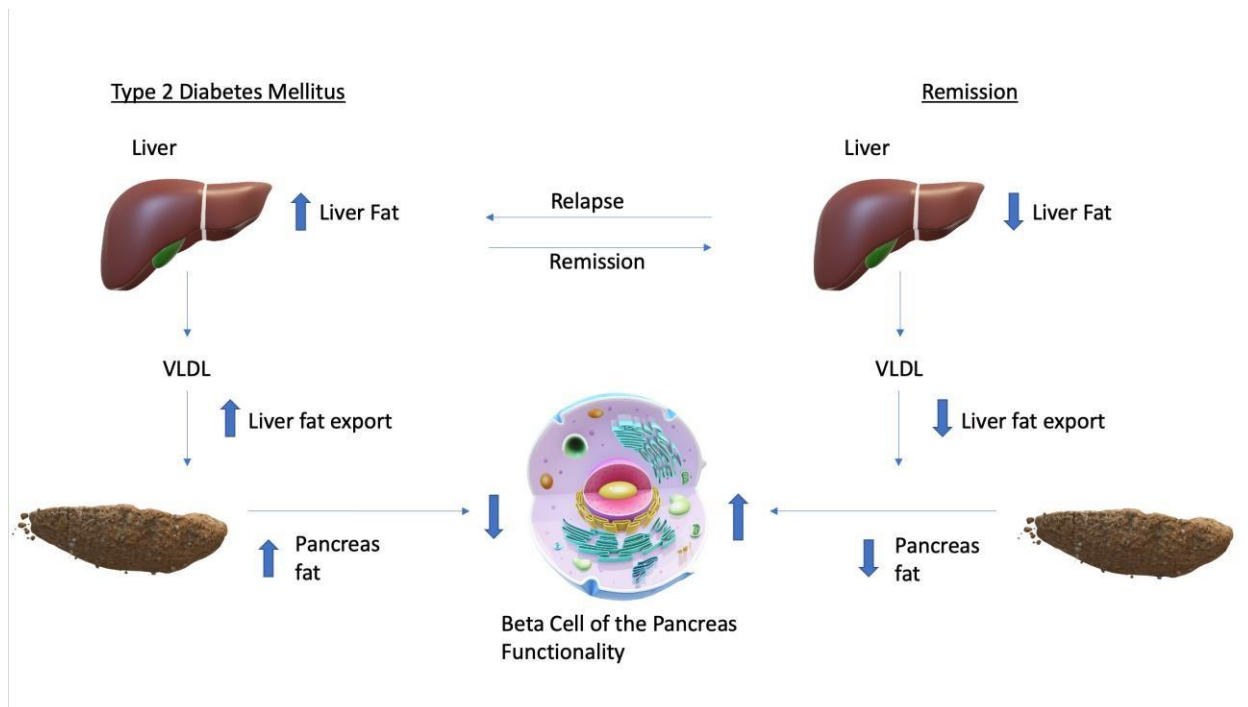 Type 2 Diabetes Mellitus
Remission
Liver
Liver
Liver Fat
Relapse
Remission
Liver Fat
VLDL
VLDL
Liver fat export
Liver fat export
Pancreas
fat
Pancreas
fat
Beta Cell of the Pancreas
Functionality